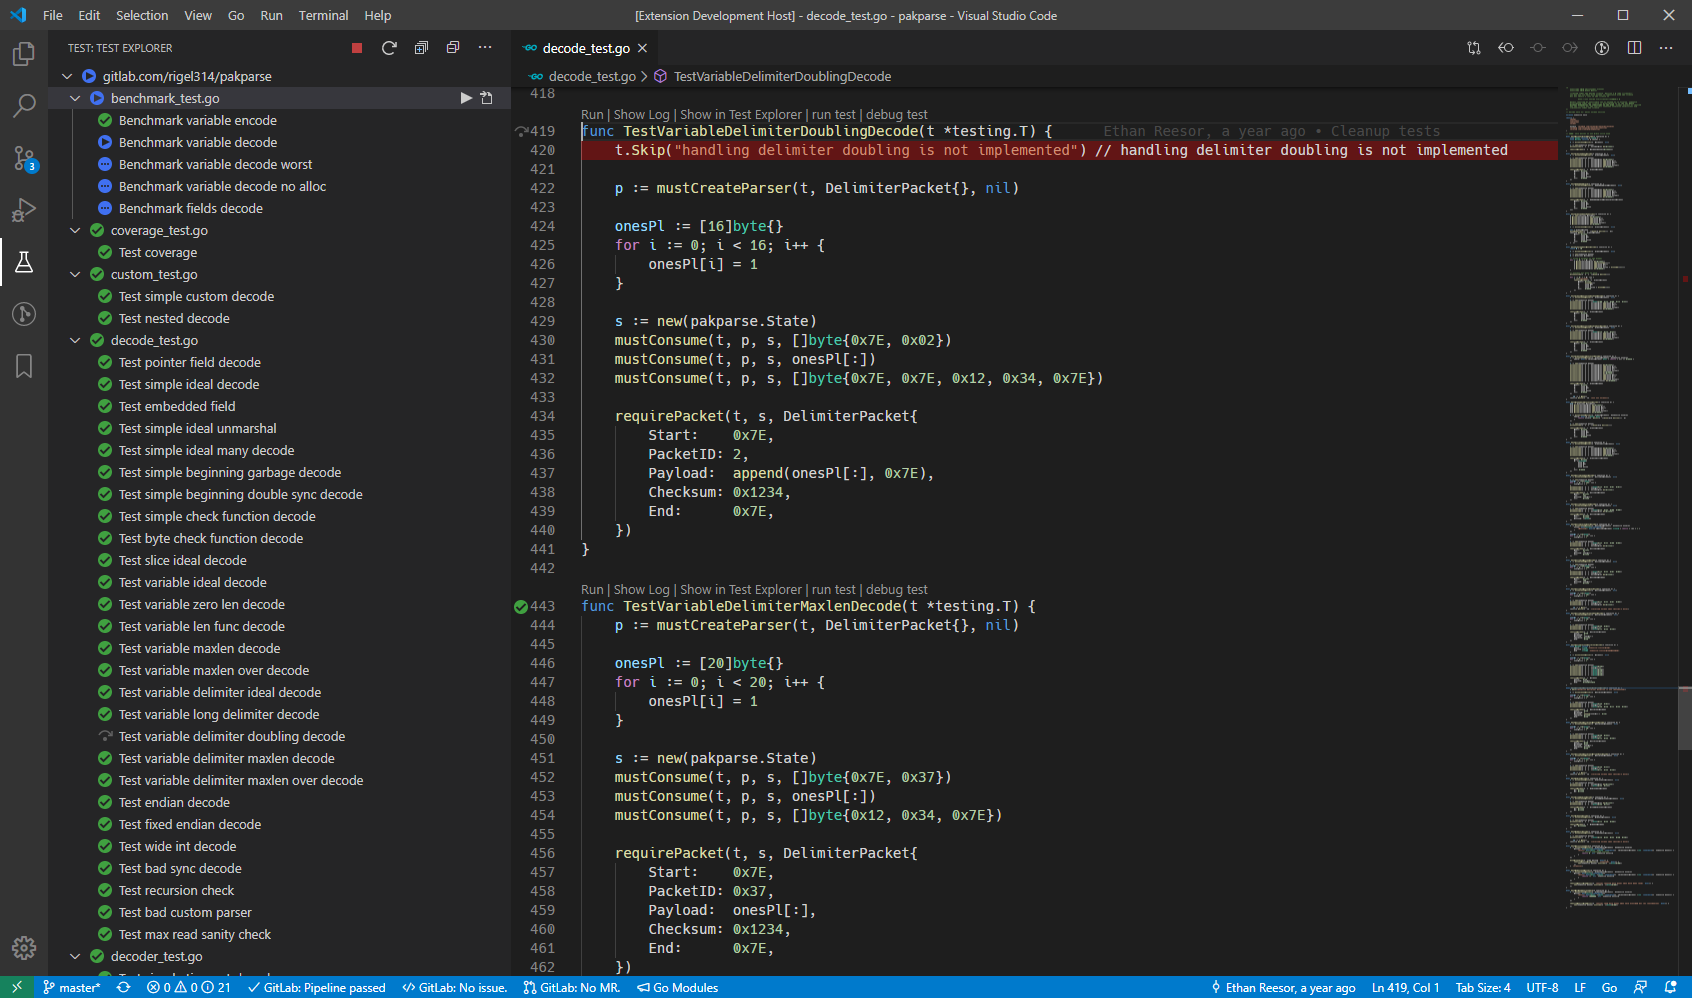 File Edit Selection View Go Run Terminal Help [Extension Development Host] - decode_test.go - pakparse - Visual Studio Code
TEST: TEST EXPLORER
gitlab.com/rigel314/pakparse
benchmark_test.go
Benchmark variable encode
Benchmark variable decode
Benchmark variable decode worst
Benchmark variable decode no alloc
Benchmark fields decode
coverage_test.go
Test coverage
custom_test.go
Test simple custom decode
Test nested decode
decode_test.go
Test pointer field decode
Test simple ideal decode
Test embedded field
Test simple ideal unmarshal
Test simple ideal many decode
Test simple beginning garbage decode
Test simple beginning double sync decode
Test simple check function decode
Test byte check function decode
Test slice ideal decode
Test variable ideal decode
Test variable zero len decode
Test variable len func decode
Test variable maxlen decode
Test variable maxlen over decode
Test variable delimiter ideal decode
Test variable long delimiter decode
Test variable delimiter doubling decode
Test variable delimiter maxlen decode
Test variable delimiter maxlen over decode
Test endian decode
Test fixed endian decode
Test wide int decode
Test bad sync decode
Test recursion check
Test bad custom parser
Test max read sanity check
decoder_test.go
3
decode_test.go
decode_test.go > TestVariableDelimiterDoublingDecode
418
Run | Show Log | Show in Test Explorer | run test | debug test
419 func TestVariableDelimiterDoublingDecode(t *testing.T) { Ethan Reesor, a year ago • Cleanup tests
420 t.Skip("handling delimiter doubling is not implemented") // handling delimiter doubling is not implemented
421
422 p := mustCreateParser(t, DelimiterPacket{}, nil)
423
424 onesPl := [16]byte{}
425 for i := 0; i < 16; i++ {
426 onesPl[i] = 1
427 }
428
429 s := new(pakparse.State)
430 mustConsume(t, p, s, []byte{0x7E, 0x02})
431 mustConsume(t, p, s, onesPl[:])
432 mustConsume(t, p, s, []byte{0x7E, 0x7E, 0x12, 0x34, 0x7E})
433
434 requirePacket(t, s, DelimiterPacket{
435 Start: 0x7E,
436 PacketID: 2,
437 Payload: append(onesPl[:], 0x7E),
438 Checksum: 0x1234,
439 End: 0x7E,
440 })
441 }
442
Run | Show Log | Show in Test Explorer | run test | debug test
443 func TestVariableDelimiterMaxlenDecode(t *testing.T) {
444 p := mustCreateParser(t, DelimiterPacket{}, nil)
445
446 onesPl := [20]byte{}
447 for i := 0; i < 20; i++ {
448 onesPl[i] = 1
449 }
450
451 s := new(pakparse.State)
452 mustConsume(t, p, s, []byte{0x7E, 0x37})
453 mustConsume(t, p, s, onesPl[:])
454 mustConsume(t, p, s, []byte{0x12, 0x34, 0x7E})
455
456 requirePacket(t, s, DelimiterPacket{
457 Start: 0x7E,
458 PacketID: 0x37,
459 Payload: onesPl[:],
460 Checksum: 0x1234,
461 End: 0x7E,
462 })
master* 0 0 21 GitLab: Pipeline passed GitLab: No issue. GitLab: No MR. Go Modules Ethan Reesor, a year ago Ln 419, Col 1 Tab Size: 4 UTF-8 LF Go